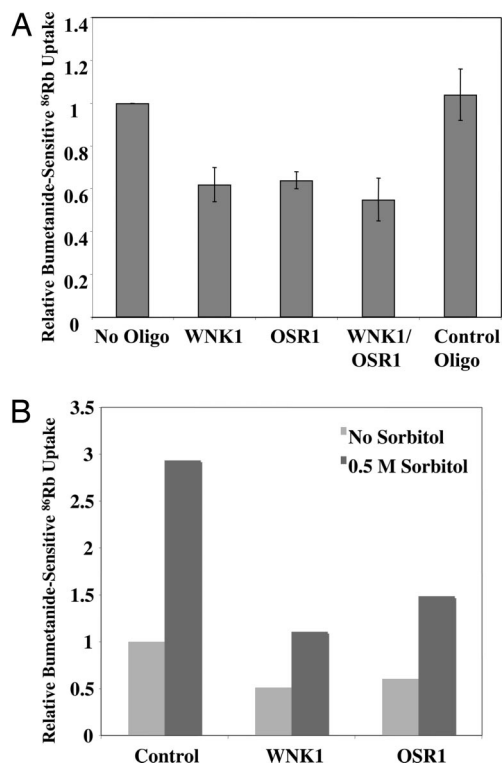 A
Relative Bumetanide-Sensitive ⁸⁶Rb Uptake
1.4
1.2
1
0.8
0.6
0.4
0.2
0
No Oligo WNK1 OSR1 WNK1/ Control
OSR1 Oligo
B
Relative Bumetanide-Sensitive ⁸⁶Rb Uptake
3.5
3
2.5
2
1.5
1
0.5
0
No Sorbitol
0.5 M Sorbitol
Control WNK1 OSR1